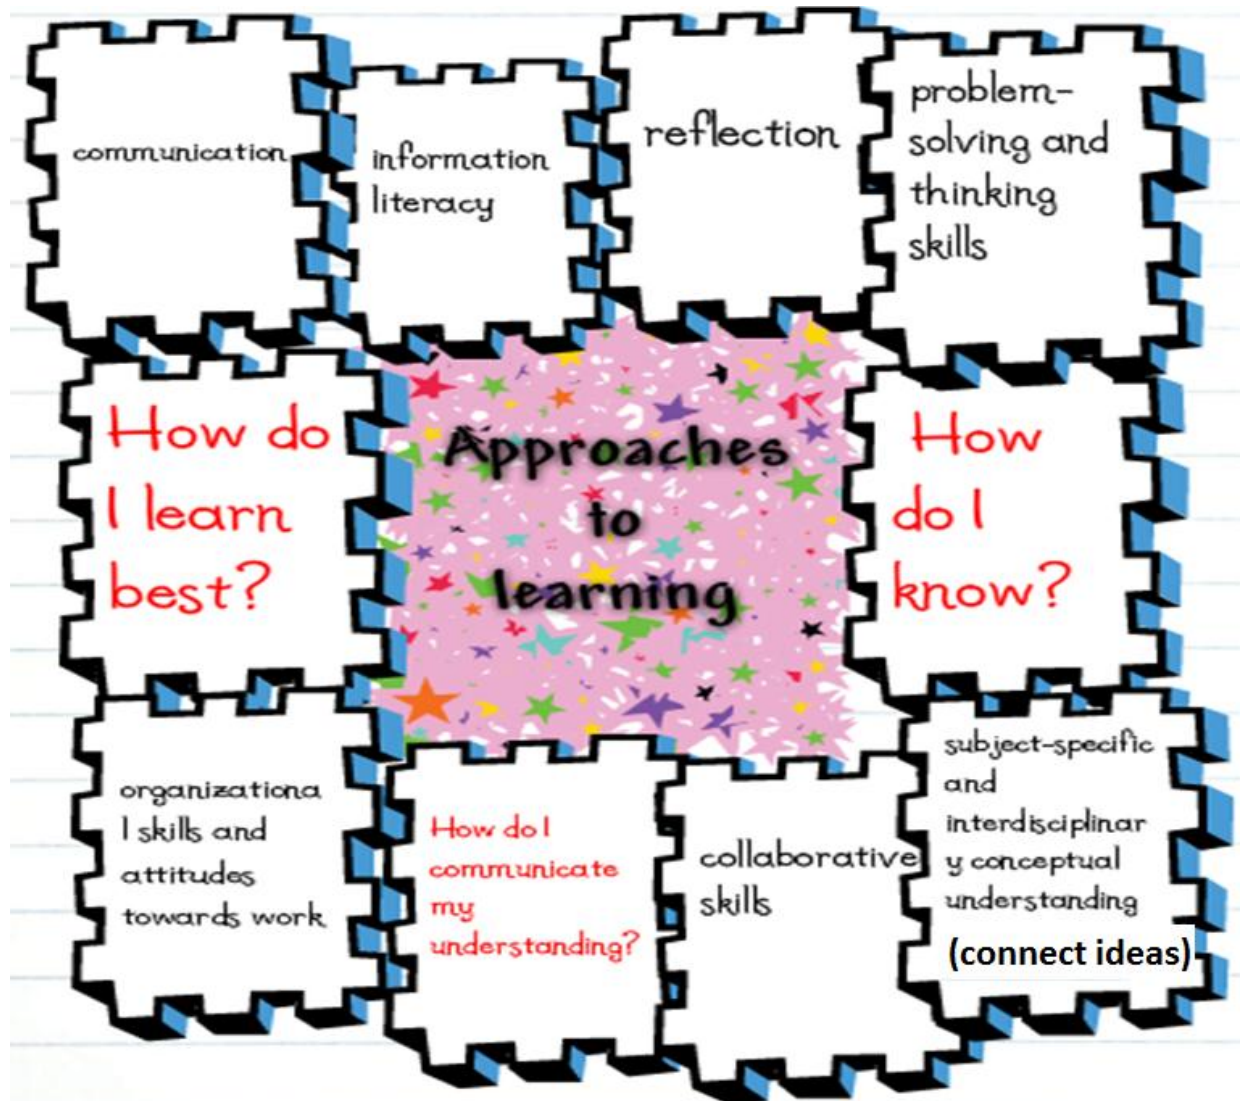 communication
information
literacy
reflection
problem-
solving and
thinking
skills
How do
I learn
best?
Approaches
to
learning
How
do I
know?
organizationa
l skills and
attitudes
towards work
How do I
communicate
my
understanding?
collaborative
skills
subject-specific
and
interdisciplinar
y conceptual
understanding
(connect ideas)